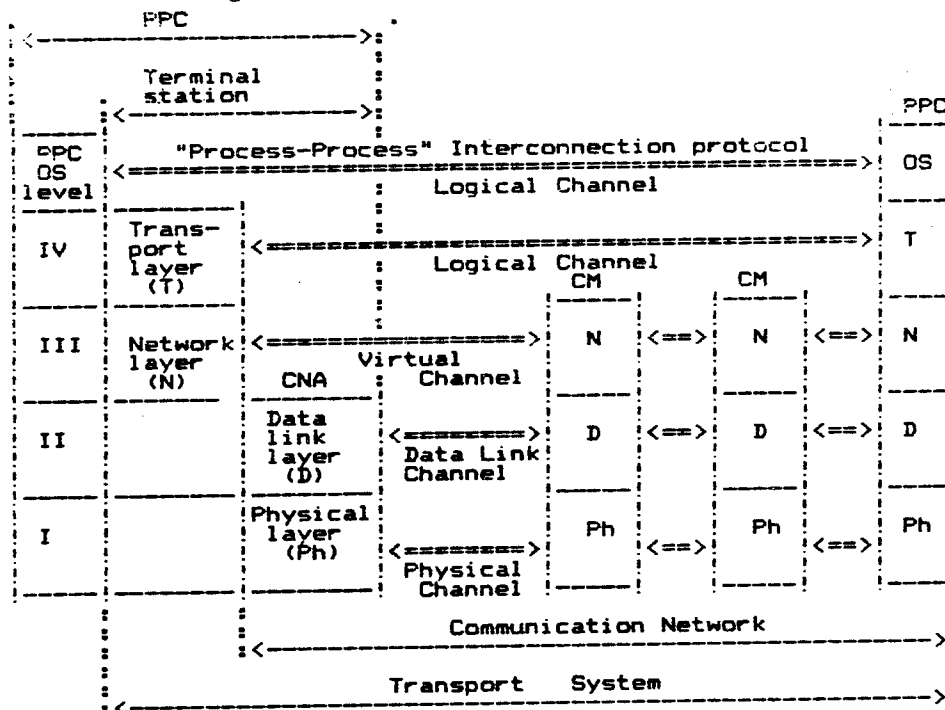 PPC
Terminal
station
PPC
PPC
OS
level
"Process-Process" Interconnection protocol
Logical Channel
OS
IV
Trans-
port
layer
(T)
Logical Channel
T
CM
CM
III
Network
layer
(N)
Virtual
Channel
N
<==>
N
<==>
N
CNA
II
Data
link
layer
(D)
Data Link
Channel
D
<==>
D
<==>
D
I
Physical
layer
(Ph)
Physical
Channel
Ph
<==>
Ph
<==>
Ph
Communication Network
Transport System